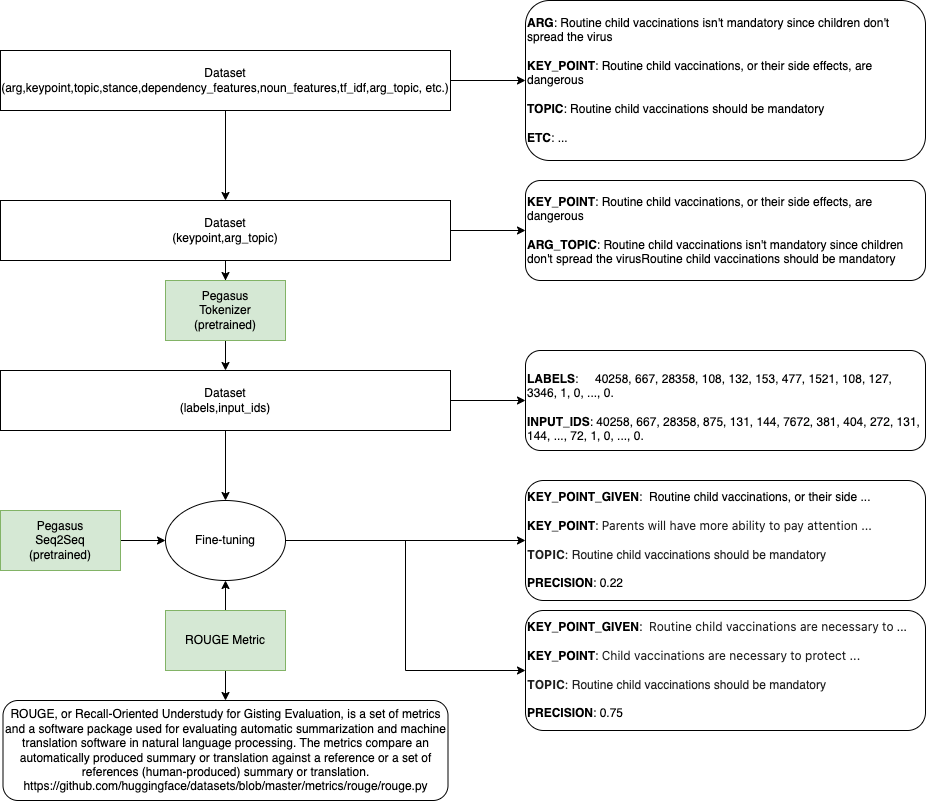 Dataset
(arg,keypoint,topic,stance,dependency_features,noun_features,tf_idf,arg_topic, etc.)
ARG: Routine child vaccinations isn't mandatory since children don't
spread the virus
KEY_POINT: Routine child vaccinations, or their side effects, are
dangerous
TOPIC: Routine child vaccinations should be mandatory
ETC: ...
Dataset
(keypoint,arg_topic)
KEY_POINT: Routine child vaccinations, or their side effects, are
dangerous
ARG_TOPIC: Routine child vaccinations isn't mandatory since children
don't spread the virusRoutine child vaccinations should be mandatory
Pegasus
Tokenizer
(pretrained)
Dataset
(labels,input_ids)
LABELS: 40258, 667, 28358, 108, 132, 153, 477, 1521, 108, 127,
3346, 1, 0, ..., 0.
INPUT_IDS: 40258, 667, 28358, 875, 131, 144, 7672, 381, 404, 272, 131,
144, ..., 72, 1, 0, ..., 0.
Pegasus
Seq2Seq
(pretrained)
Fine-tuning
KEY_POINT_GIVEN: Routine child vaccinations, or their side ...
KEY_POINT: Parents will have more ability to pay attention ...
TOPIC: Routine child vaccinations should be mandatory
PRECISION: 0.22
ROUGE Metric
KEY_POINT_GIVEN: Routine child vaccinations are necessary to ...
KEY_POINT: Child vaccinations are necessary to protect ...
TOPIC: Routine child vaccinations should be mandatory
PRECISION: 0.75
ROUGE, or Recall-Oriented Understudy for Gisting Evaluation, is a set of metrics
and a software package used for evaluating automatic summarization and machine
translation software in natural language processing. The metrics compare an
automatically produced summary or translation against a reference or a set of
references (human-produced) summary or translation.
https://github.com/huggingface/datasets/blob/master/metrics/rouge/rouge.py